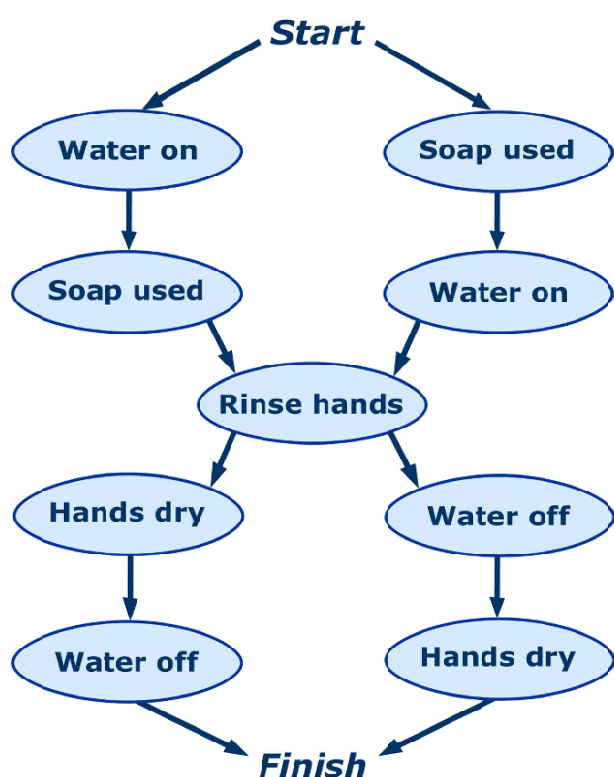 Start
Water on
Soap used
Soap used
Water on
Rinse hands
Hands dry
Water off
Water off
Hands dry
Finish